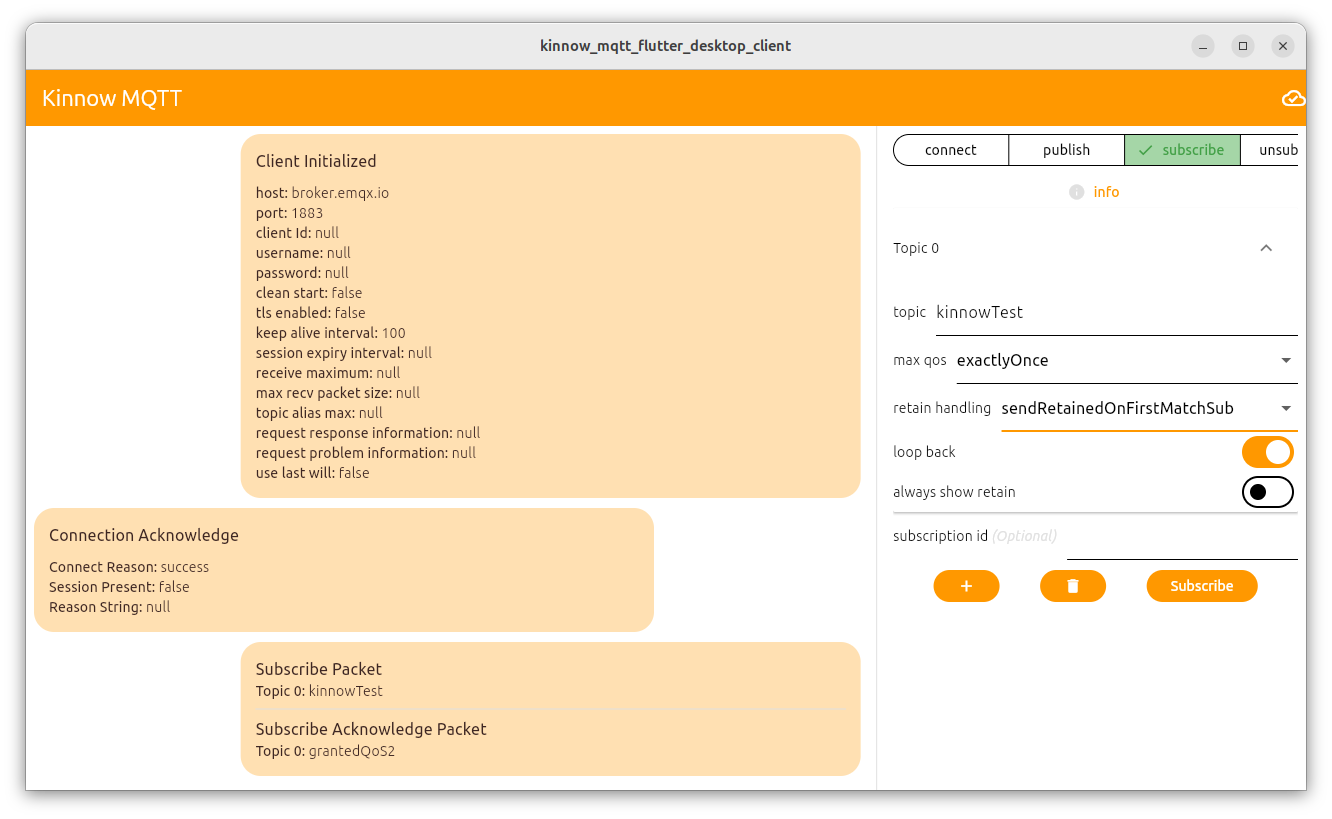 kinnow_mqtt_flutter_desktop_client
Kinnow MQTT
Client Initialized
host: broker.emqx.io
port: 1883
client Id: null
username: null
password: null
clean start: false
tls enabled: false
keep alive interval: 100
session expiry interval: null
receive maximum: null
max recv packet size: null
topic alias max: null
request response information: null
request problem information: null
use last will: false
Connection Acknowledge
Connect Reason: success
Session Present: false
Reason String: null
Subscribe Packet
Topic 0: kinnowTest
Subscribe Acknowledge Packet
Topic 0: grantedQoS2
connect publish subscribe unsub
info
Topic 0
topic kinnowTest
max qos exactlyOnce
retain handling sendRetainedOnFirstMatchSub
loop back
always show retain
subscription id (Optional)
+ Subscribe